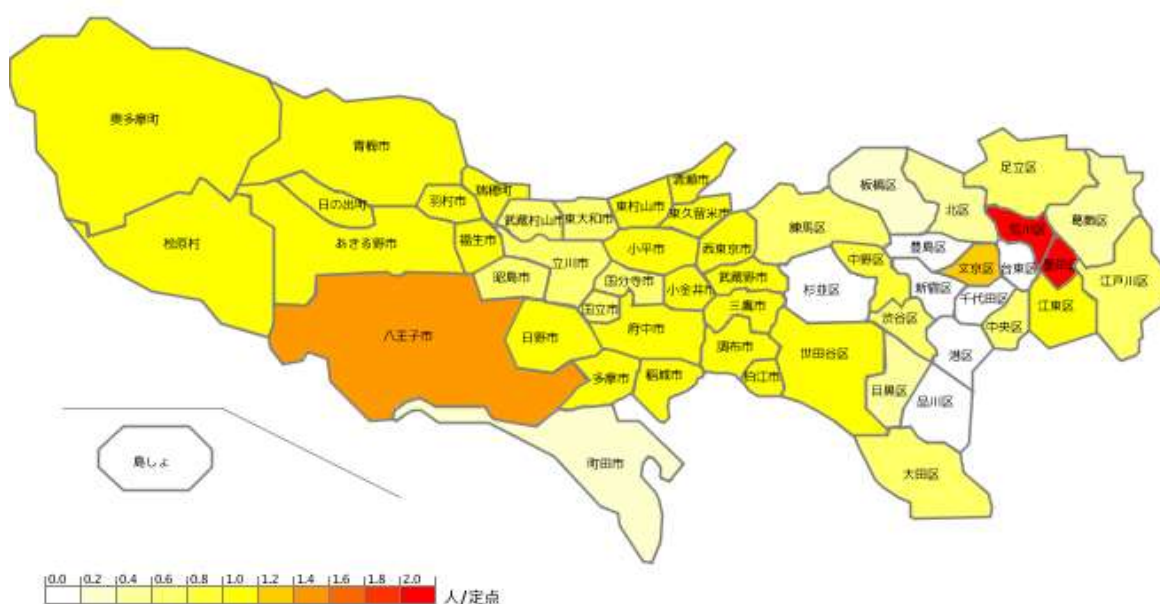 奥多摩町
青梅市
桧原村
日の出町
あきる野市
羽村市
瑞穂町
福生市
武蔵村山市
東大和市
東村山市
清瀬市
東久留米市
昭島市
立川市
小平市
西東京市
国分寺市
小金井市
武蔵野市
国立市
三鷹市
八王子市
日野市
府中市
調布市
多摩市
稲城市
狛江市
町田市
練馬区
板橋区
北区
足立区
葛飾区
荒川区
豊島区
中野区
文京区
台東区
江戸川区
杉並区
新宿区
千代田区
江東区
渋谷区
中央区
世田谷区
港区
目黒区
品川区
大田区
島しょ
0.0 0.2 0.4 0.6 0.8 1.0 1.2 1.4 1.6 1.8 2.0
人/定点